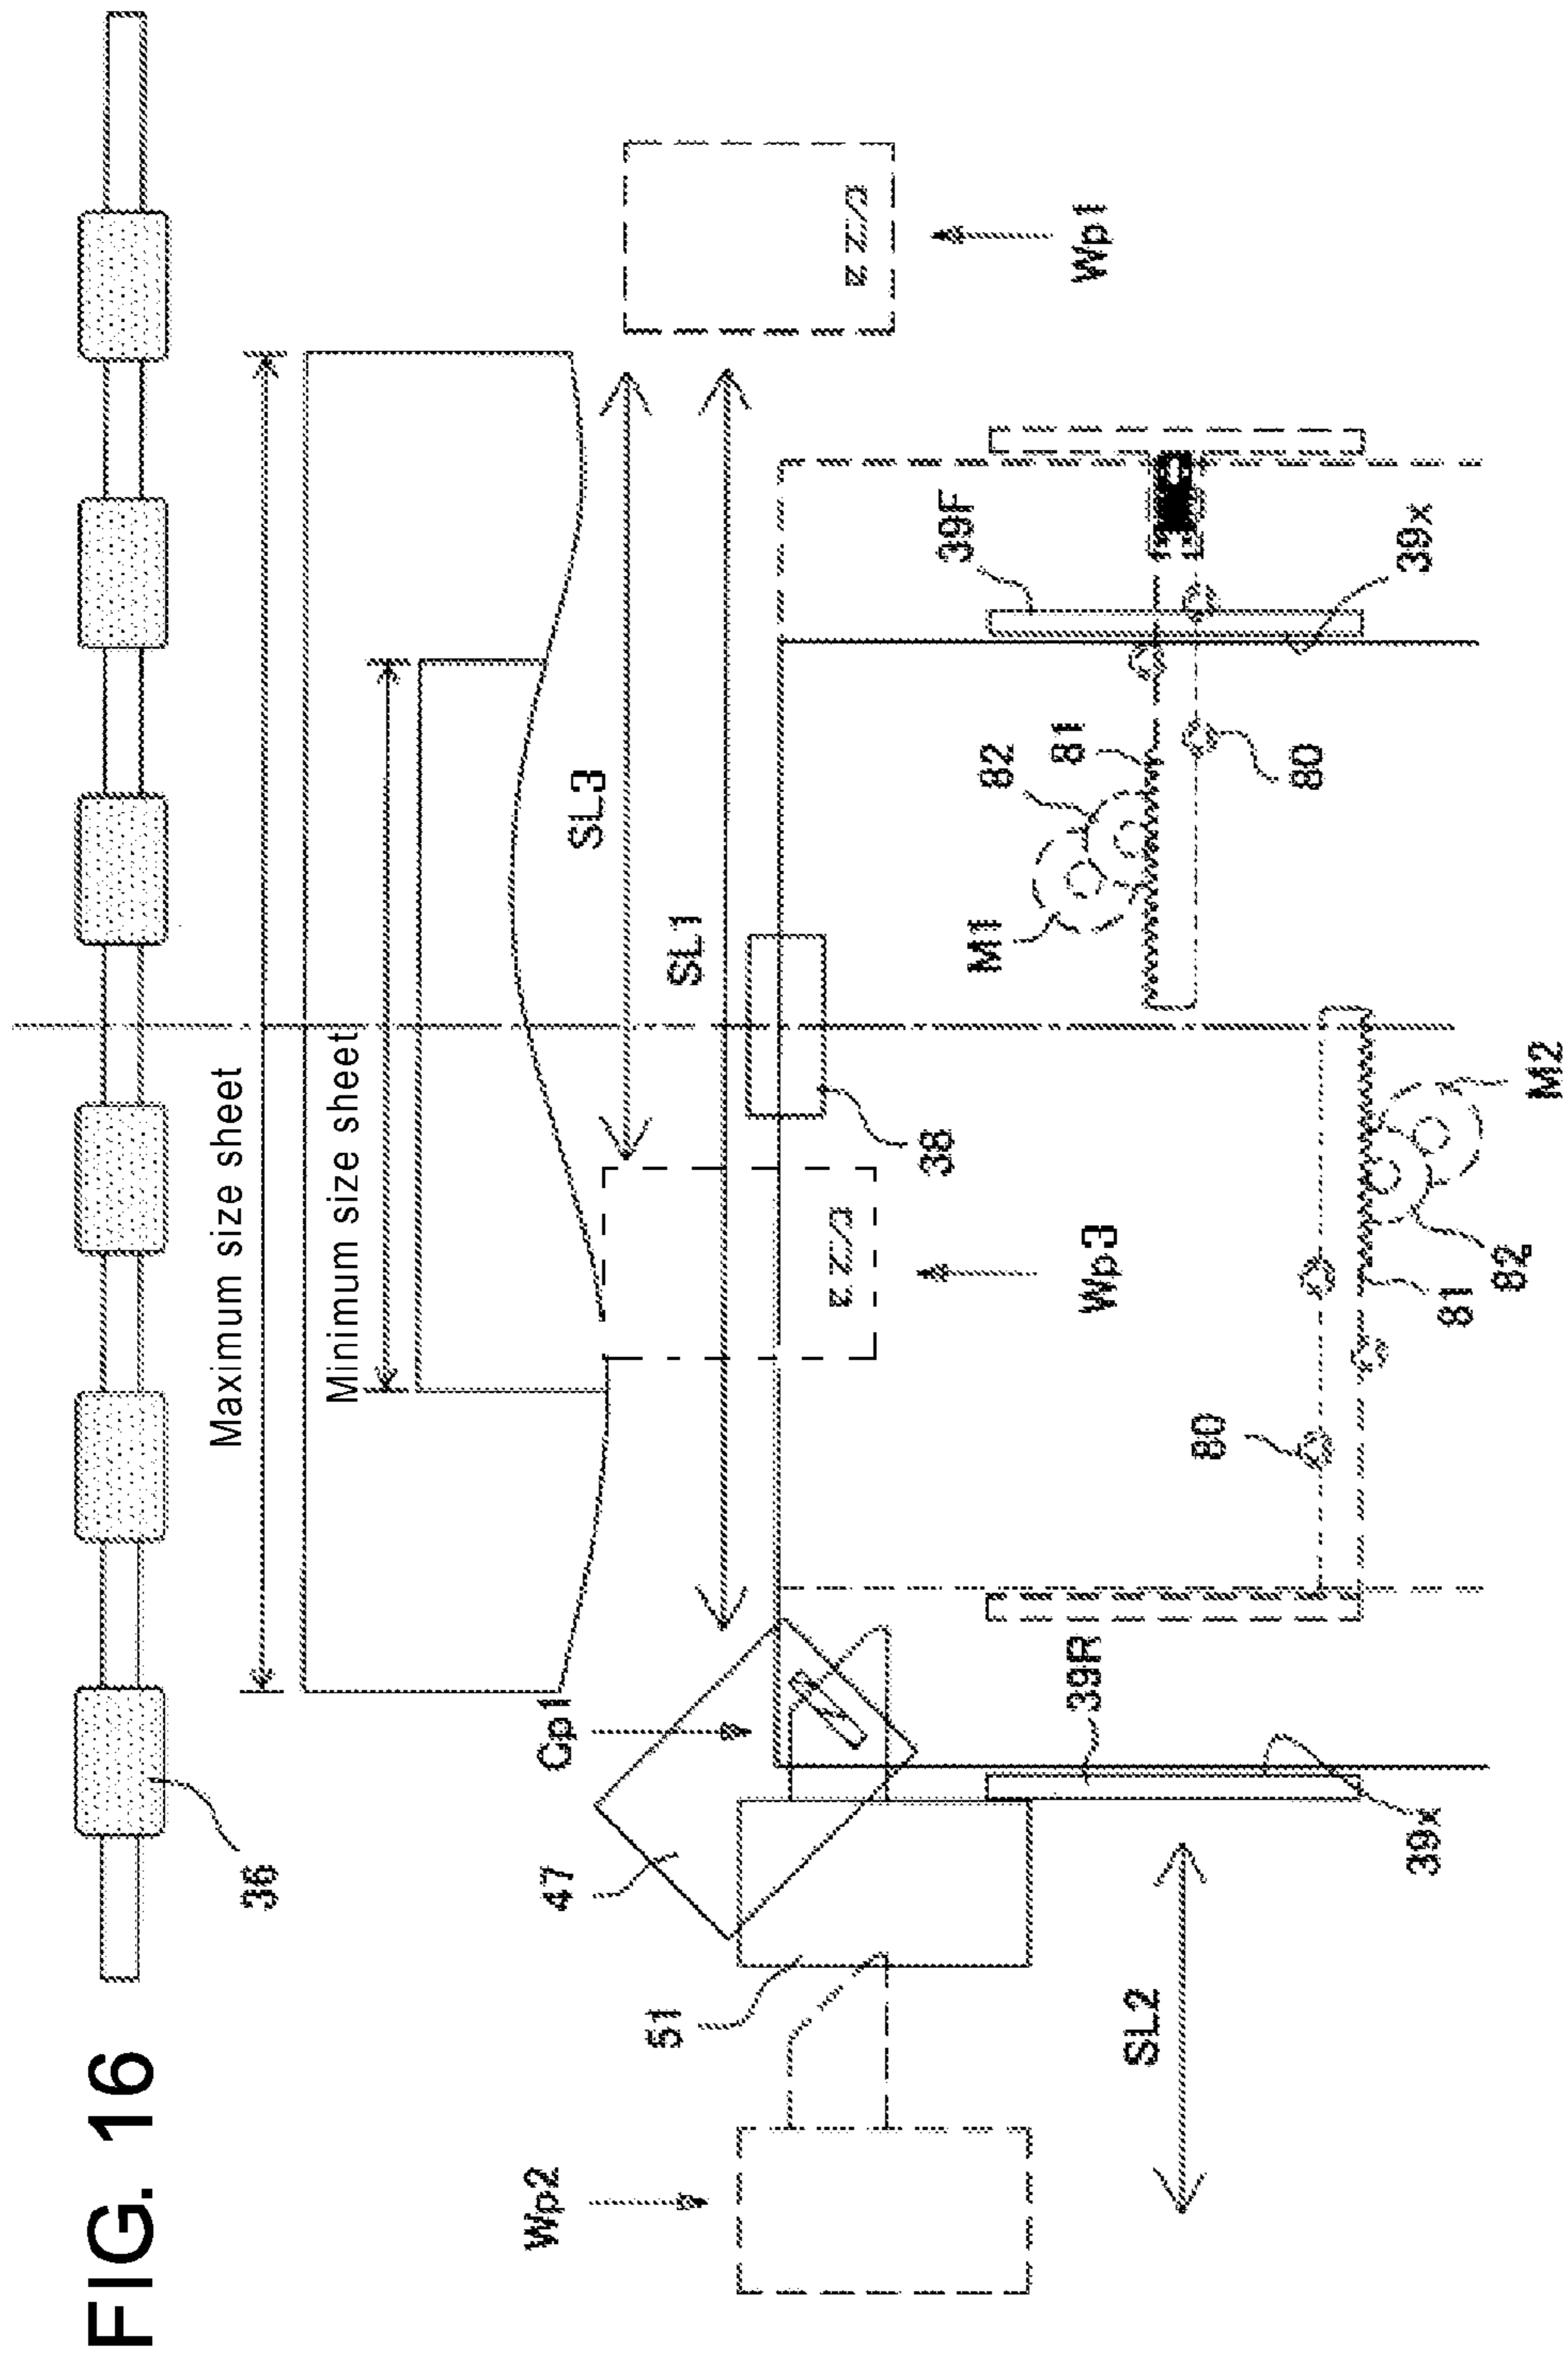 FIG. 16
36
Maximum size sheet
Minimum size sheet
SL3
SL1
Wp1
Cp1
47
51
Wp2
SL2
38
Wp3
39F
39x
82
81
80
M1
39R
39x
80
81
82
M2